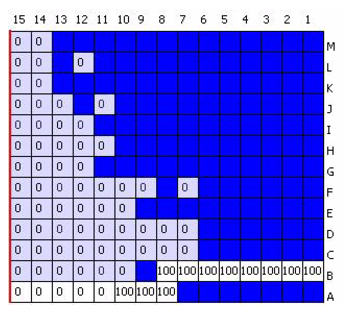 15 14 13 12 11 10 9 8 7 6 5 4 3 2 1
0 0 M
0 0 0 L
0 0 K
0 0 0 0 J
0 0 0 0 I
0 0 0 0 0 H
0 0 0 0 G
0 0 0 0 0 0 0 0 F
0 0 0 0 0 0 E
0 0 0 0 0 0 0 0 0 D
0 0 0 0 0 0 0 0 0 C
0 0 0 0 0 0 100 100 100 100 100 100 100 100 B
0 0 0 0 0 100 100 100 A